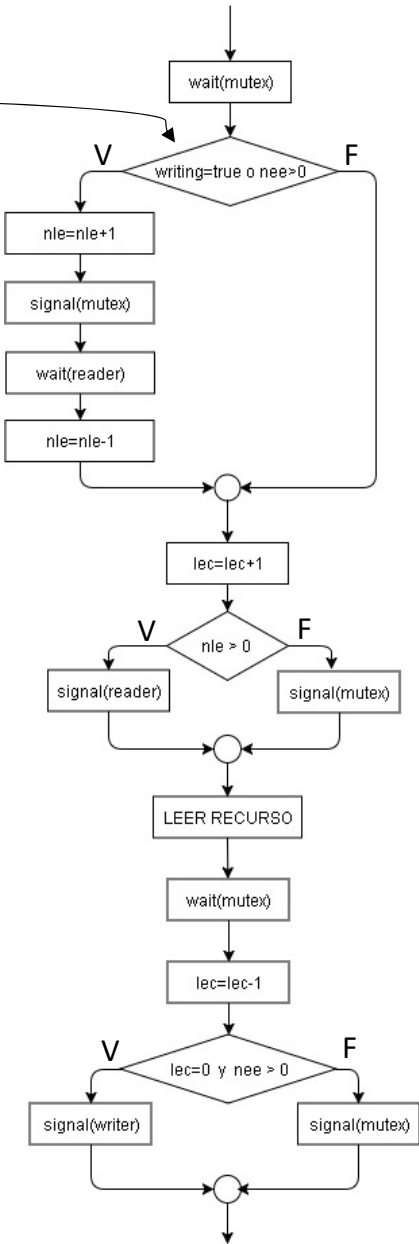 wait(mutex)
V
F
writing=true o nee>0
nle=nle+1
signal(mutex)
wait(reader)
nle=nle-1
lec=lec+1
V
F
nle > 0
signal(reader)
signal(mutex)
LEER RECURSO
wait(mutex)
lec=lec-1
V
F
lec=0 y nee > 0
signal(writer)
signal(mutex)